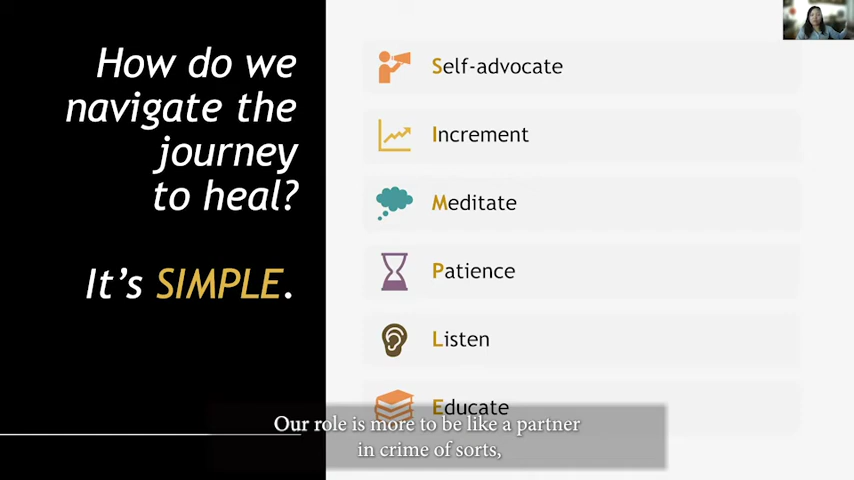 How do we
navigate the
journey
to heal?
It's SIMPLE.
Self-advocate
Increment
Meditate
Patience
Listen
Educate
Our role is more to be like a partner
in crime of sorts,